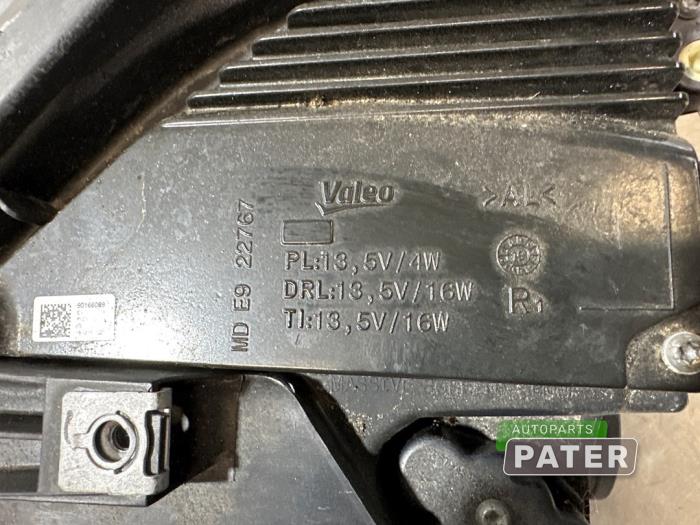 Valeo
>AL<
PL:13,5V/4W
DRL:13,5V/16W
TI:13,5V/16W
R1
MD E9 22767
90166089
AUTOPARTS
PATER